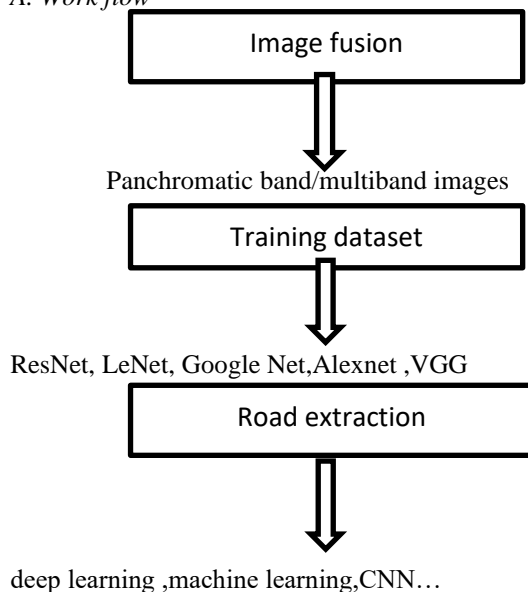 A. Work flow
Image fusion
Panchromatic band/multiband images
Training dataset
ResNet, LeNet, Google Net,Alexnet ,VGG
Road extraction
deep learning ,machine learning,CNN…